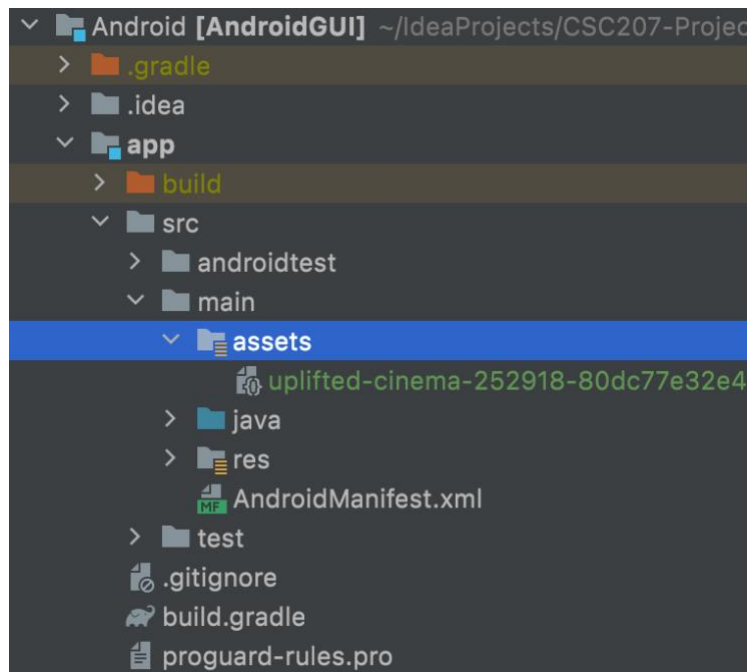 Android [AndroidGUI] ~/IdeaProjects/CSC207-Projec
.gradle
.idea
app
build
src
androidtest
main
assets
uplifted-cinema-252918-80dc77e32e4
java
res
AndroidManifest.xml
test
.gitignore
build.gradle
proguard-rules.pro